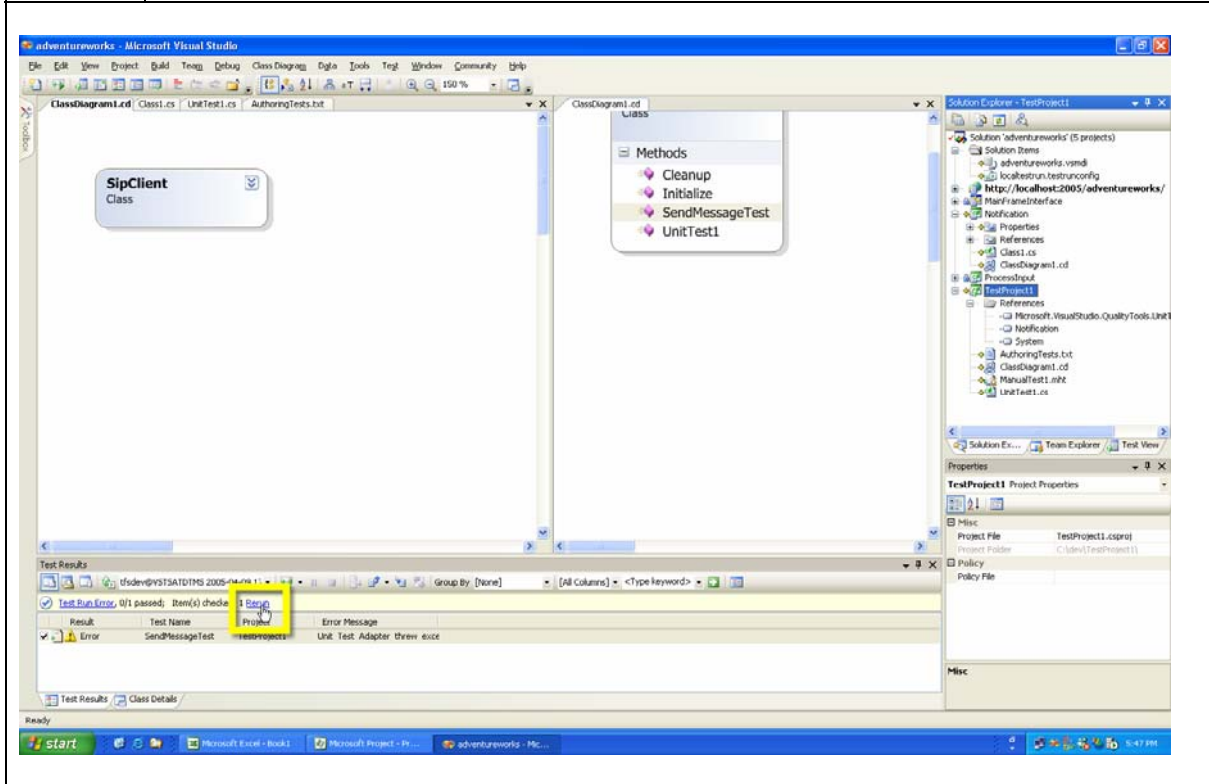 adventureworks - Microsoft Visual Studio
File Edit View Project Build Team Debug Class Diagram Data Tools Test Window Community Help
150 %
ClassDiagram1.cd Class1.cs UnitTest1.cs AuthoringTests.txt
ClassDiagram1.cd
Toolbox
SipClient
Class
Class
Methods
Cleanup
Initialize
SendMessageTest
UnitTest1
Solution Explorer - TestProject1
Solution 'adventureworks' (5 projects)
Solution Items
adventureworks.vsmdi
localtestrun.testrunconfig
http://localhost:2005/adventureworks/
MainFrameInterface
Notification
Properties
References
Class1.cs
ClassDiagram1.cd
ProcessInput
TestProject1
References
Microsoft.VisualStudio.QualityTools.UnitT
Notification
System
AuthoringTests.txt
ClassDiagram1.cd
ManualTest1.mht
UnitTest1.cs
Solution Ex... Team Explorer Test View
Properties
TestProject1 Project Properties
Misc
Project File TestProject1.csproj
Project Folder C:\dev\TestProject1\
Policy
Policy File
Misc
Test Results
Group By [None] [All Columns] <Type keyword>
Test Run Error, 0/1 passed; Item(s) checke 1 Rerun
Result Test Name Project Error Message
Error SendMessageTest TestProject1 Unit Test Adapter threw exce
Test Results Class Details
Ready
start Microsoft Excel - Book1 Microsoft Project - Pr... adventureworks - Mic... 5:47 PM